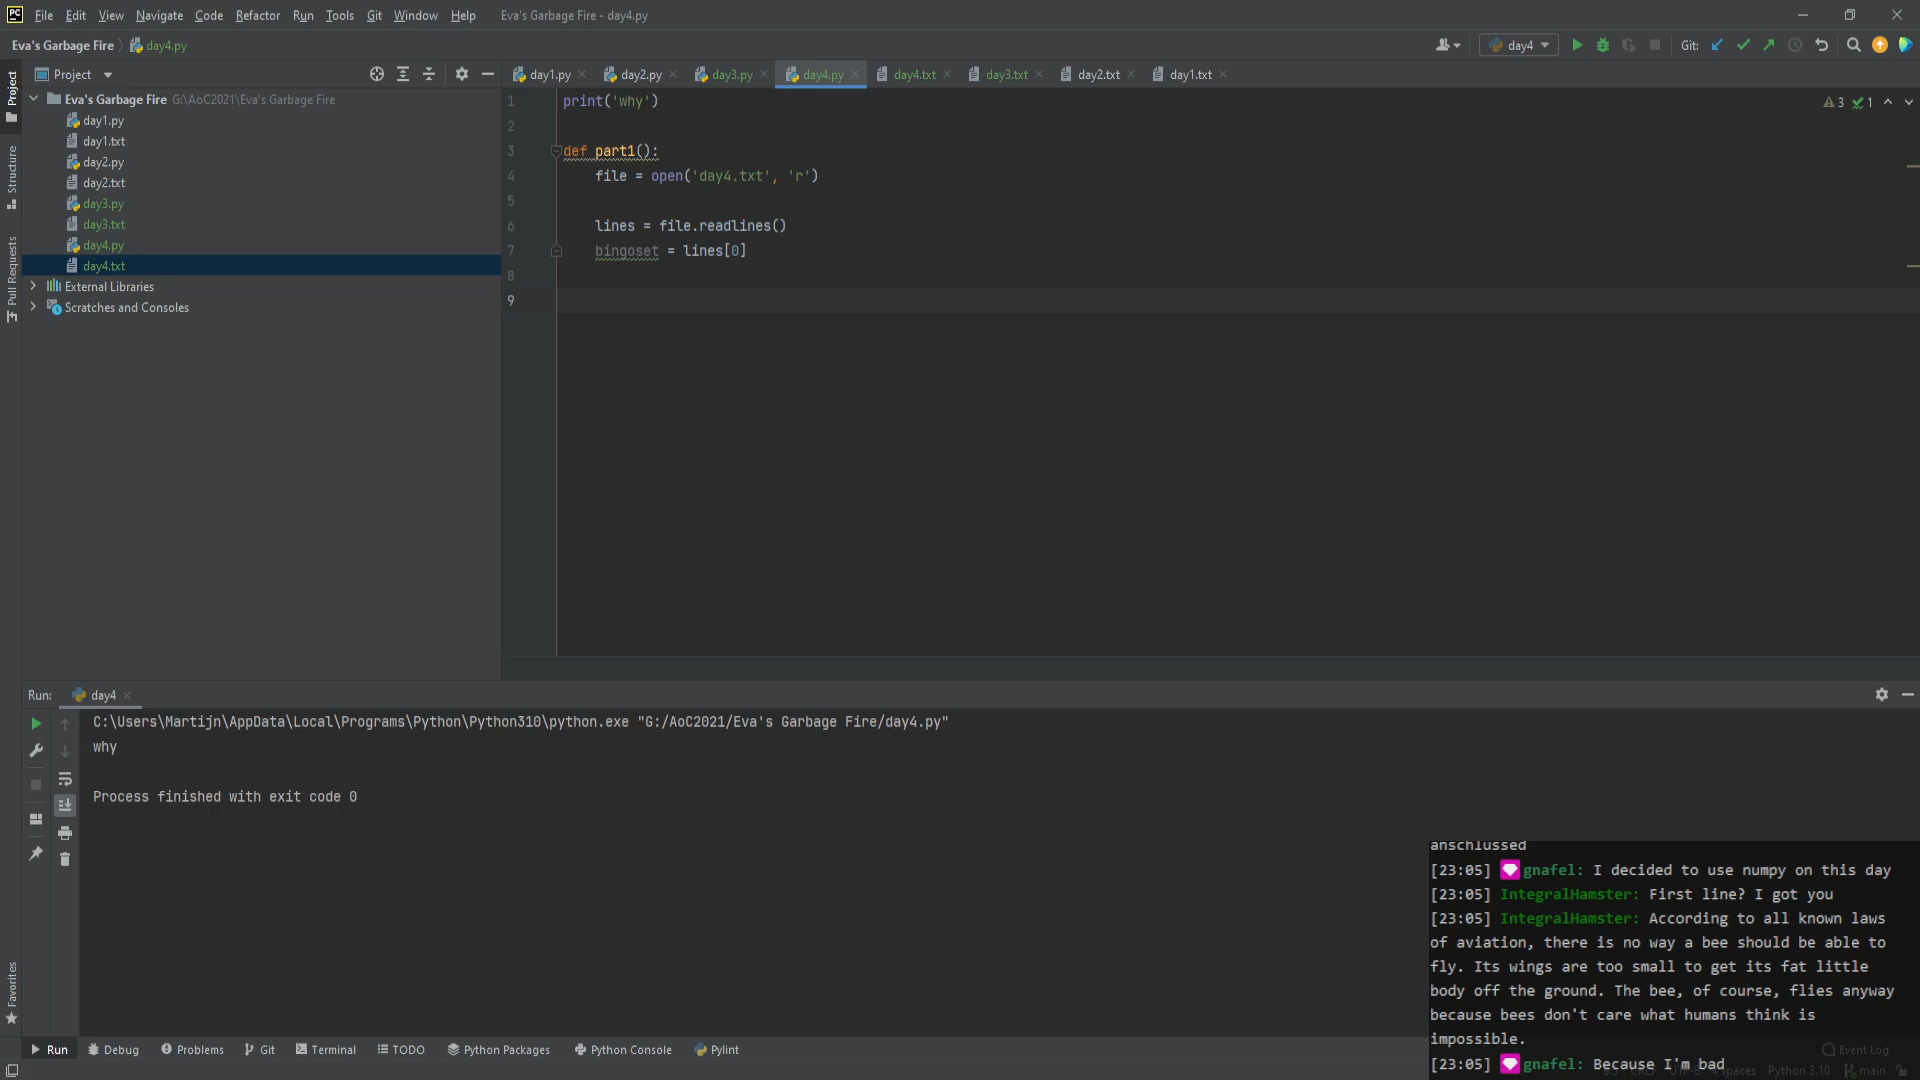 PC File Edit View Navigate Code Refactor Run Tools Git Window Help Eva's Garbage Fire - day4.py
Eva's Garbage Fire day4.py day4 Git:
Project day1.py day2.py day3.py day4.py day4.txt day3.txt day2.txt day1.txt
Project
Structure
Pull Requests
Favorites
Eva's Garbage Fire G:\AoC2021\Eva's Garbage Fire
day1.py
day1.txt
day2.py
day2.txt
day3.py
day3.txt
day4.py
day4.txt
External Libraries
Scratches and Consoles
3 1
1 print('why')
2
3 def part1():
4 file = open('day4.txt', 'r')
5
6 lines = file.readlines()
7 bingoset = lines[0]
8
9
Run: day4
C:\Users\Martijn\AppData\Local\Programs\Python\Python310\python.exe "G:/AoC2021/Eva's Garbage Fire/day4.py"
why
Process finished with exit code 0
anschlussed
[23:05] gnafel: I decided to use numpy on this day
[23:05] IntegralHamster: First line? I got you
[23:05] IntegralHamster: According to all known laws
of aviation, there is no way a bee should be able to
fly. Its wings are too small to get its fat little
body off the ground. The bee, of course, flies anyway
because bees don't care what humans think is
impossible.
[23:05] gnafel: Because I'm bad
Run Debug Problems Git Terminal TODO Python Packages Python Console Pylint Event Log
Python 3.10 main